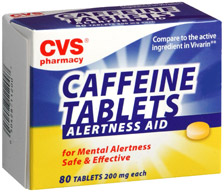 CVS
pharmacy
Compare to the active
ingredient in Vivarin**
CAFFEINE
TABLETS
ALERTNESS AID
for Mental Alertness
Safe & Effective
80 TABLETS 200 mg each